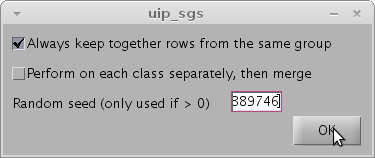 uip_sgs
Always keep together rows from the same group
Perform on each class separately, then merge
Random seed (only used if > 0) 389746
OK